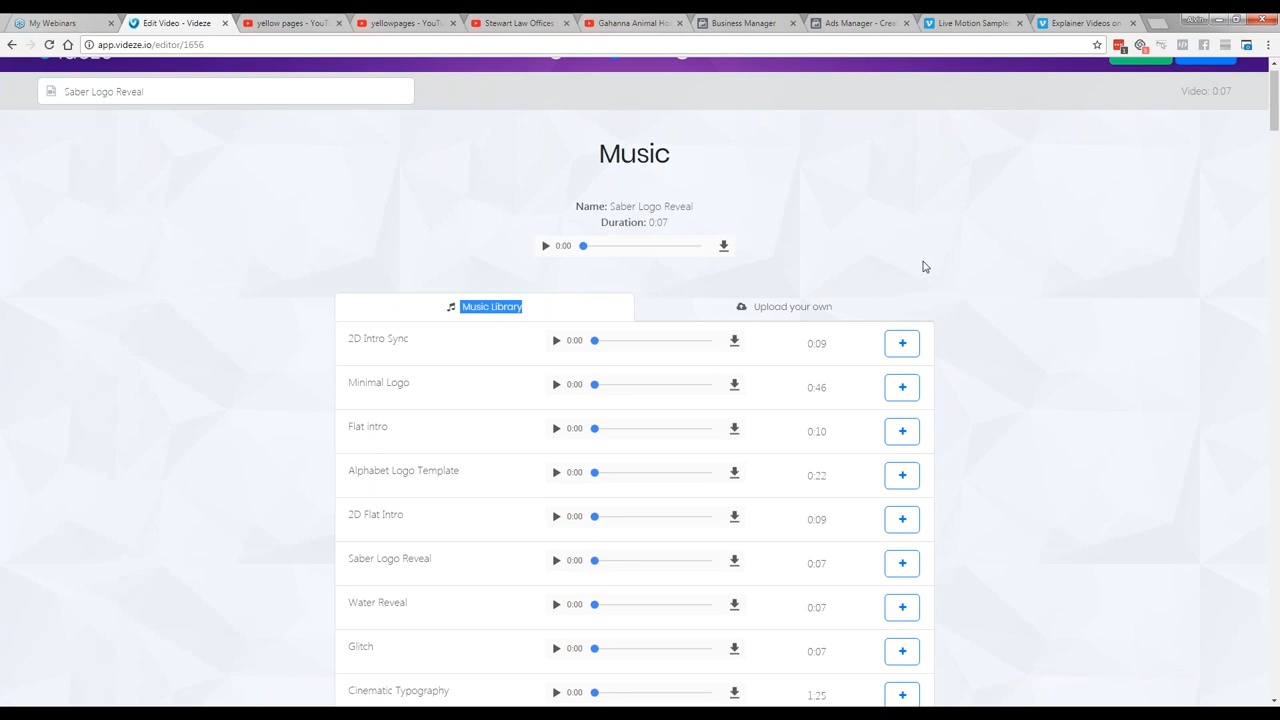 My Webinars
Edit Video - Videze
yellow pages - YouTu
yellowpages - YouTu
Stewart Law Offices
Gahanna Animal Ho
Business Manager
Ads Manager - Crea
Live Motion Sample
Explainer Videos on
app.videze.io/editor/1656
Saber Logo Reveal
Video: 0:07
Music
Name: Saber Logo Reveal
Duration: 0:07
0:00
Music Library
Upload your own
2D Intro Sync 0:00 0:09 +
Minimal Logo 0:00 0:46 +
Flat intro 0:00 0:10 +
Alphabet Logo Template 0:00 0:22 +
2D Flat Intro 0:00 0:09 +
Saber Logo Reveal 0:00 0:07 +
Water Reveal 0:00 0:07 +
Glitch 0:00 0:07 +
Cinematic Typography 0:00 1:25 +